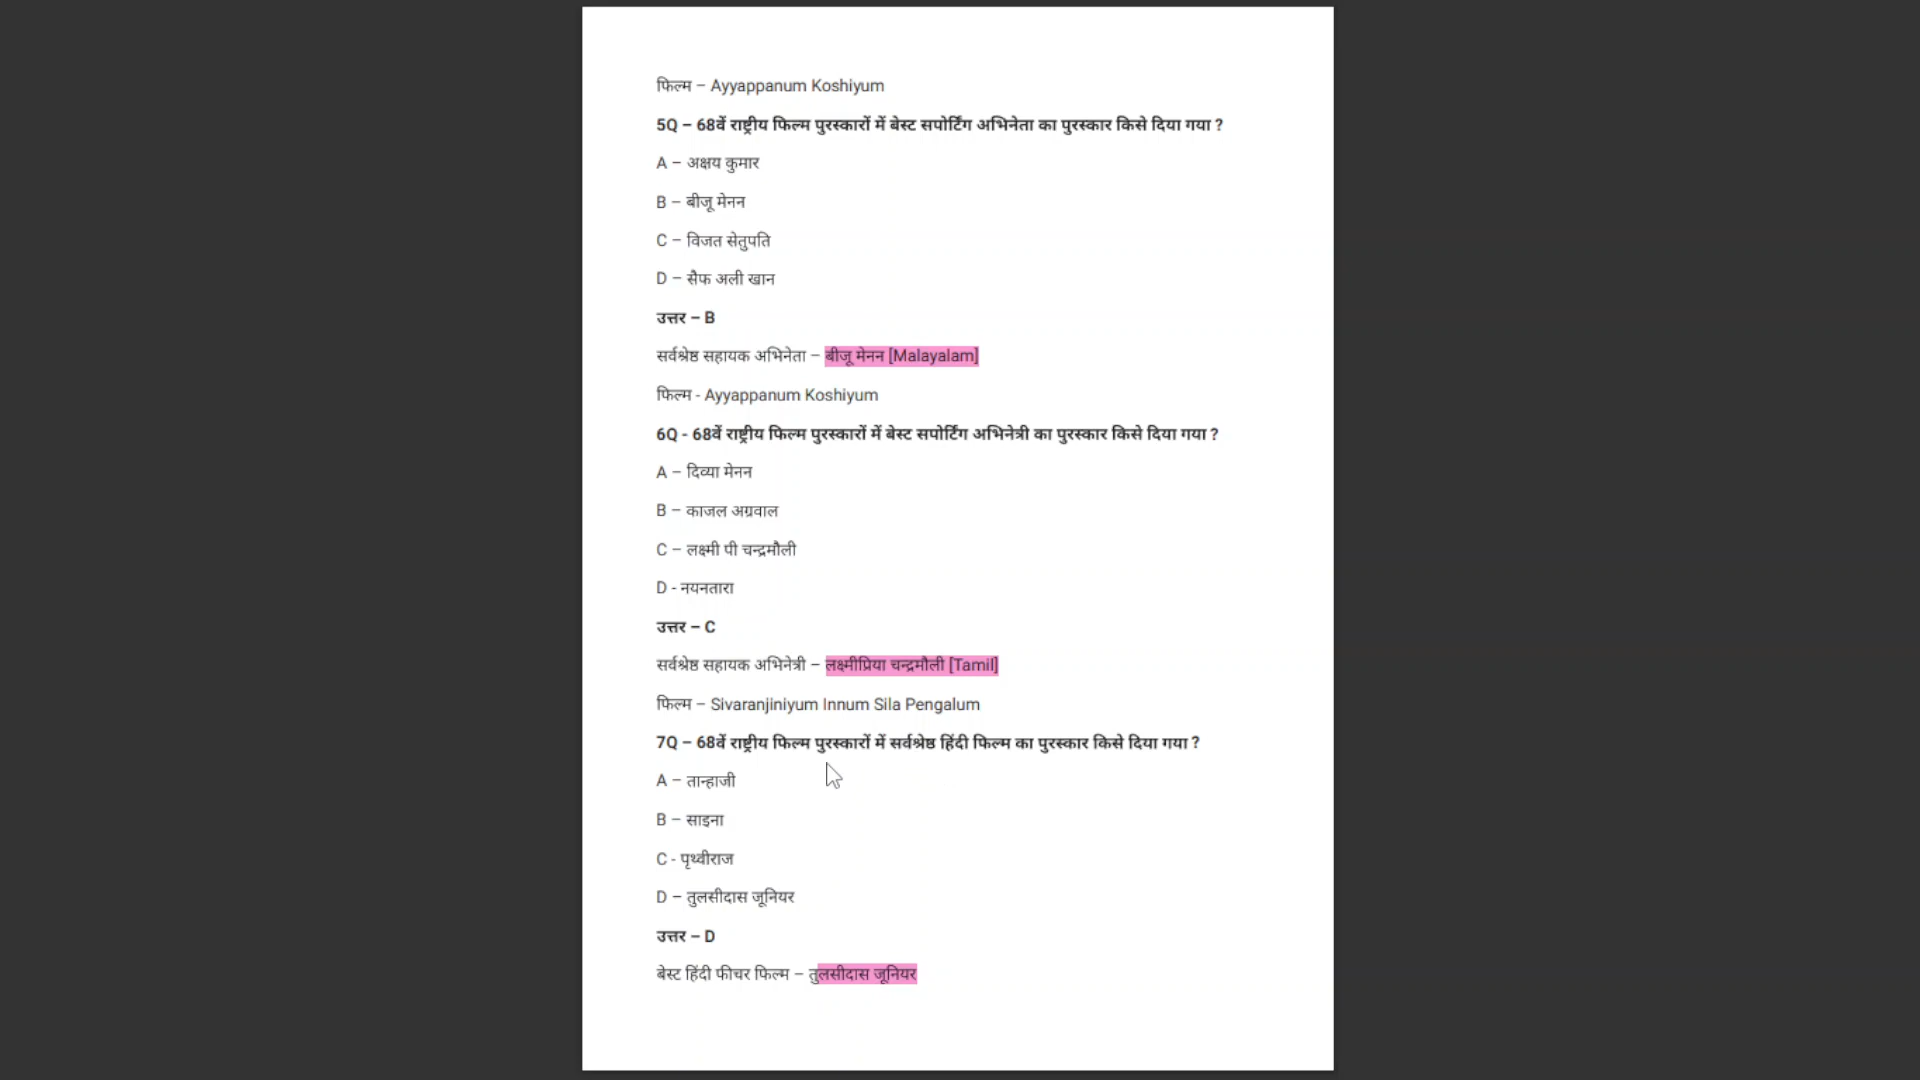 फिल्म – Ayyappanum Koshiyum
5Q – 68वें राष्ट्रीय फिल्म पुरस्कारों में बेस्ट सपोर्टिंग अभिनेता का पुरस्कार किसे दिया गया ?
A – अक्षय कुमार
B – बीजू मेनन
C – विजत सेतुपति
D – सैफ अली खान
उत्तर – B
सर्वश्रेष्ठ सहायक अभिनेता – बीजू मेनन [Malayalam]
फिल्म - Ayyappanum Koshiyum
6Q - 68वें राष्ट्रीय फिल्म पुरस्कारों में बेस्ट सपोर्टिंग अभिनेत्री का पुरस्कार किसे दिया गया ?
A – दिव्या मेनन
B – काजल अग्रवाल
C – लक्ष्मी पी चन्द्रमौली
D - नयनतारा
उत्तर – C
सर्वश्रेष्ठ सहायक अभिनेत्री – लक्ष्मीप्रिया चन्द्रमौली [Tamil]
फिल्म – Sivaranjiniyum Innum Sila Pengalum
7Q – 68वें राष्ट्रीय फिल्म पुरस्कारों में सर्वश्रेष्ठ हिंदी फिल्म का पुरस्कार किसे दिया गया ?
A – तान्हाजी
B – साइना
C - पृथ्वीराज
D – तुलसीदास जूनियर
उत्तर – D
बेस्ट हिंदी फीचर फिल्म – तुलसीदास जूनियर